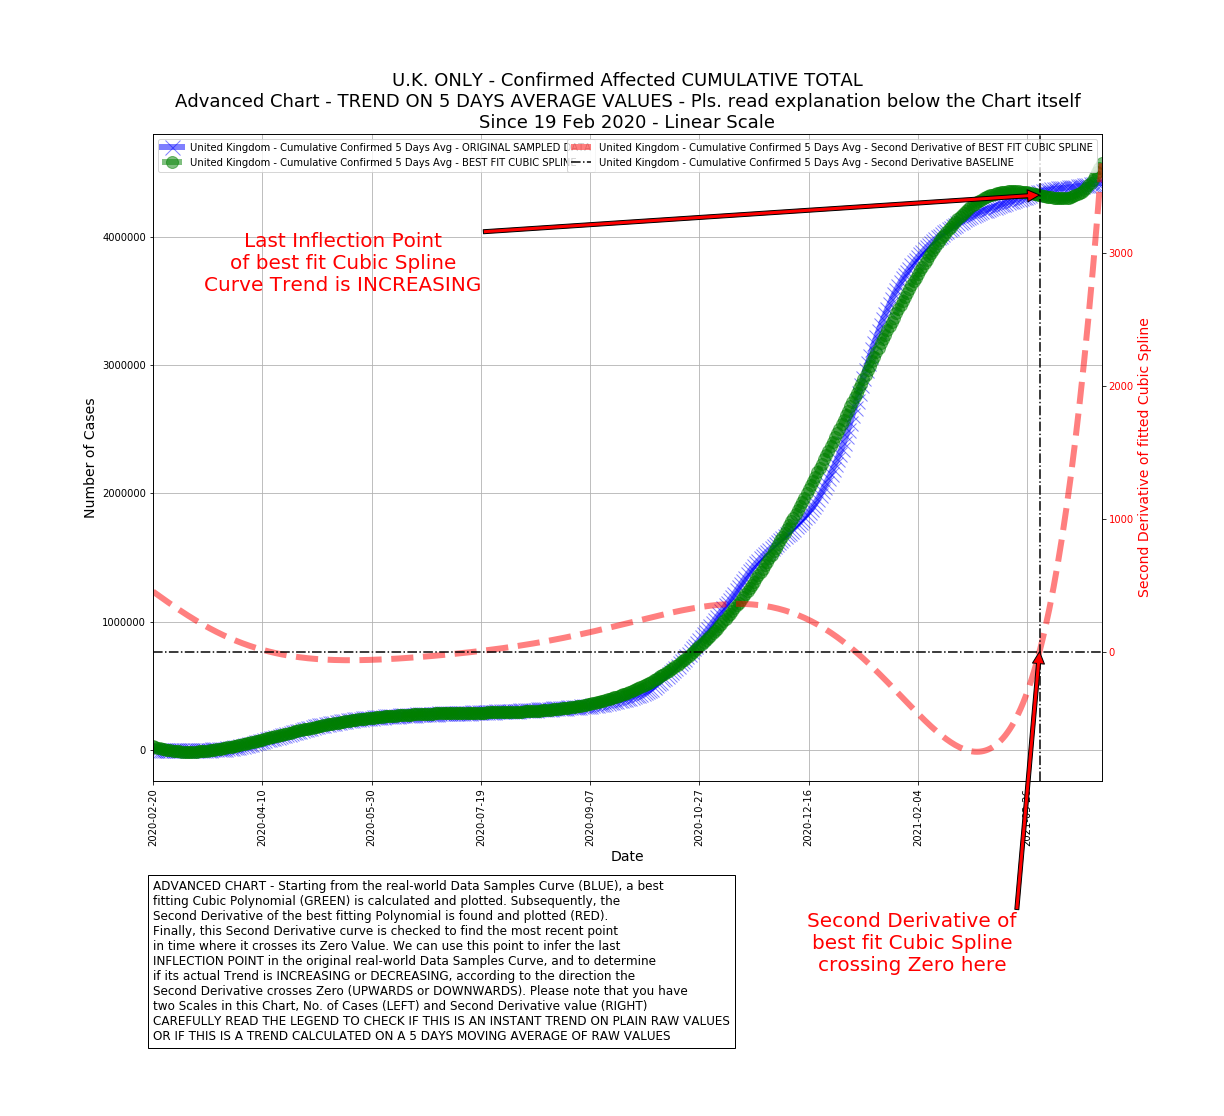 U.K. ONLY - Confirmed Affected CUMULATIVE TOTAL
Advanced Chart - TREND ON 5 DAYS AVERAGE VALUES - Pls. read explanation below the Chart itself
Since 19 Feb 2020 - Linear Scale
United Kingdom - Cumulative Confirmed 5 Days Avg - ORIGINAL SAMPLED DATA
United Kingdom - Cumulative Confirmed 5 Days Avg - BEST FIT CUBIC SPLINE
United Kingdom - Cumulative Confirmed 5 Days Avg - Second Derivative of BEST FIT CUBIC SPLINE
United Kingdom - Cumulative Confirmed 5 Days Avg - Second Derivative BASELINE
Last Inflection Point
of best fit Cubic Spline
Curve Trend is INCREASING
Number of Cases
4000000
3000000
2000000
1000000
0
Second Derivative of fitted Cubic Spline
3000
2000
1000
0
2020-02-20
2020-04-10
2020-05-30
2020-07-19
2020-09-07
2020-10-27
2020-12-16
2021-02-04
2021-03-26
Date
Second Derivative of
best fit Cubic Spline
crossing Zero here
ADVANCED CHART - Starting from the real-world Data Samples Curve (BLUE), a best
fitting Cubic Polynomial (GREEN) is calculated and plotted. Subsequently, the
Second Derivative of the best fitting Polynomial is found and plotted (RED).
Finally, this Second Derivative curve is checked to find the most recent point
in time where it crosses its Zero Value. We can use this point to infer the last
INFLECTION POINT in the original real-world Data Samples Curve, and to determine
if its actual Trend is INCREASING or DECREASING, according to the direction the
Second Derivative crosses Zero (UPWARDS or DOWNWARDS). Please note that you have
two Scales in this Chart, No. of Cases (LEFT) and Second Derivative value (RIGHT)
CAREFULLY READ THE LEGEND TO CHECK IF THIS IS AN INSTANT TREND ON PLAIN RAW VALUES
OR IF THIS IS A TREND CALCULATED ON A 5 DAYS MOVING AVERAGE OF RAW VALUES